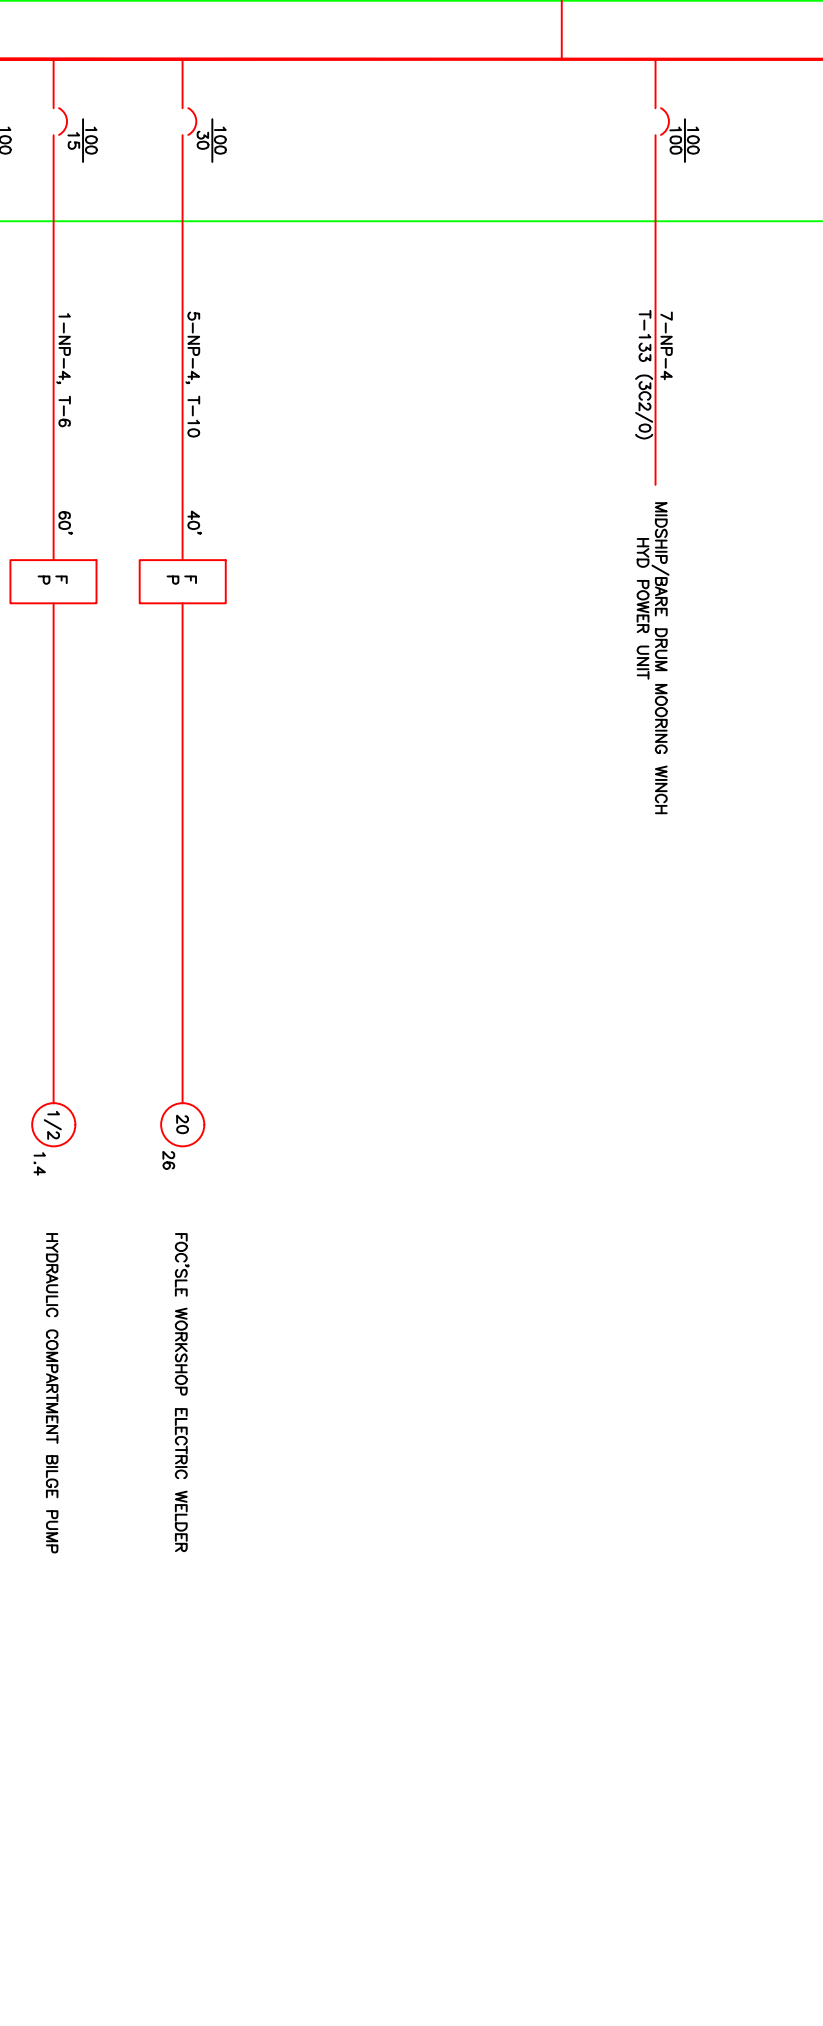 100
100
7-NP-4
T-133 (3C2/0)
MIDSHIP/BARE DRUM MOORING WINCH
HYD POWER UNIT
100
30
5-NP-4, T-10
40'
F
P
20
26
FOC'SLE WORKSHOP ELECTRIC WELDER
100
15
1-NP-4, T-6
60'
F
P
1/2
1.4
HYDRAULIC COMPARTMENT BILGE PUMP
100